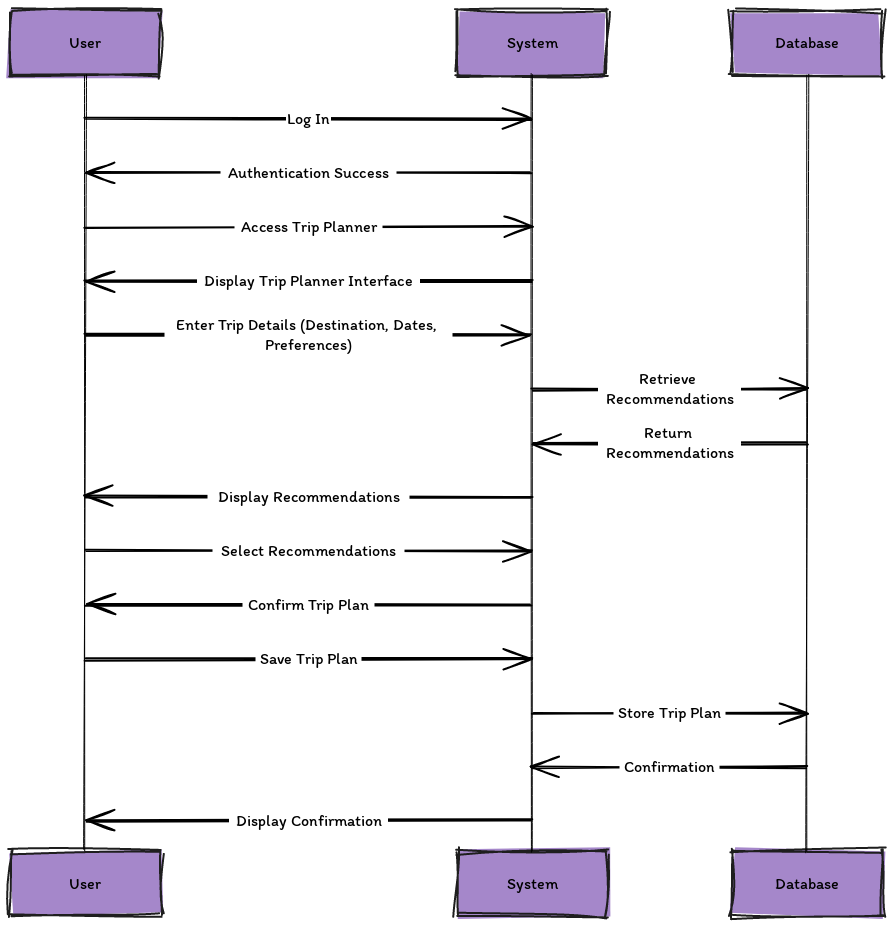 User
System
Database
Log In
Authentication Success
Access Trip Planner
Display Trip Planner Interface
Enter Trip Details (Destination, Dates,
Preferences)
Retrieve
Recommendations
Return
Recommendations
Display Recommendations
Select Recommendations
Confirm Trip Plan
Save Trip Plan
Store Trip Plan
Confirmation
Display Confirmation
User
System
Database